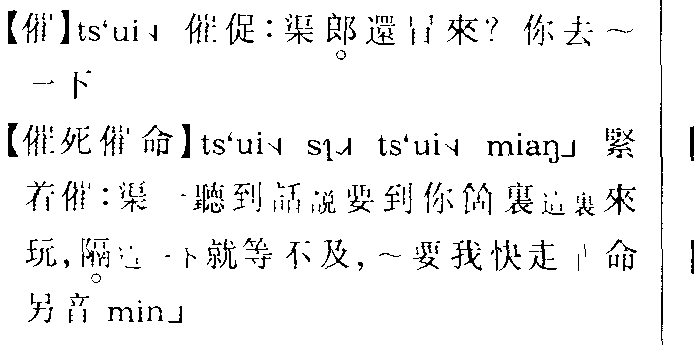 【催】ts‘ui˧˩ 催促：渠郎還冇來？你去～
一下
【催死催命】ts‘ui˧˩ sɿ˨˩ ts‘ui˧˩ miaŋ˩ 緊
着催：渠一聽到話說要到你箇裏這裏來
玩，隔這一下就等不及，～要我快走 命
另音 min˩